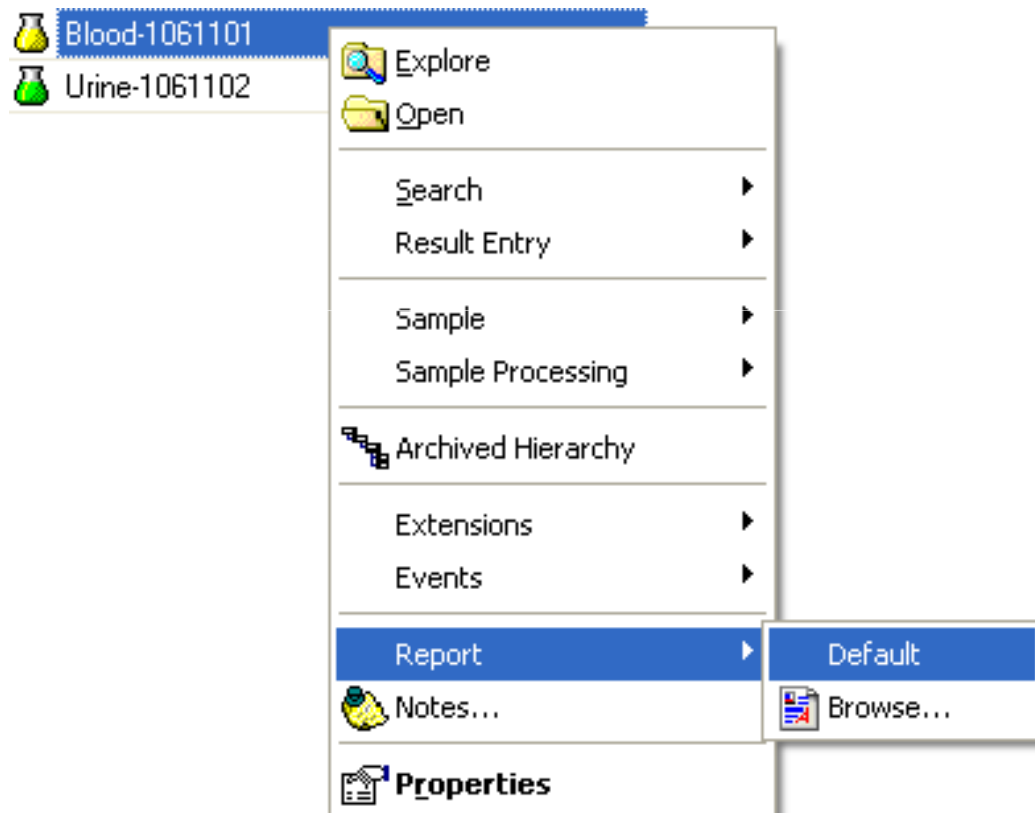 Blood-1061101
Urine-1061102
Explore
Open
Search
Result Entry
Sample
Sample Processing
Archived Hierarchy
Extensions
Events
Report
Default
Notes...
Browse...
Properties